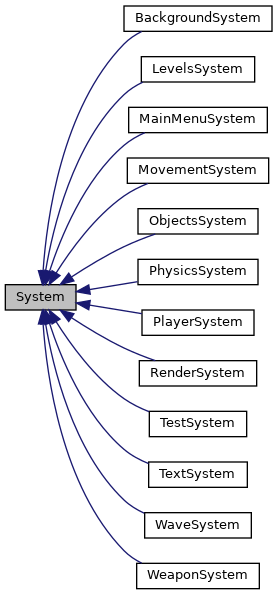 BackgroundSystem
LevelsSystem
MainMenuSystem
MovementSystem
ObjectsSystem
PhysicsSystem
System
PlayerSystem
RenderSystem
TestSystem
TextSystem
WaveSystem
WeaponSystem